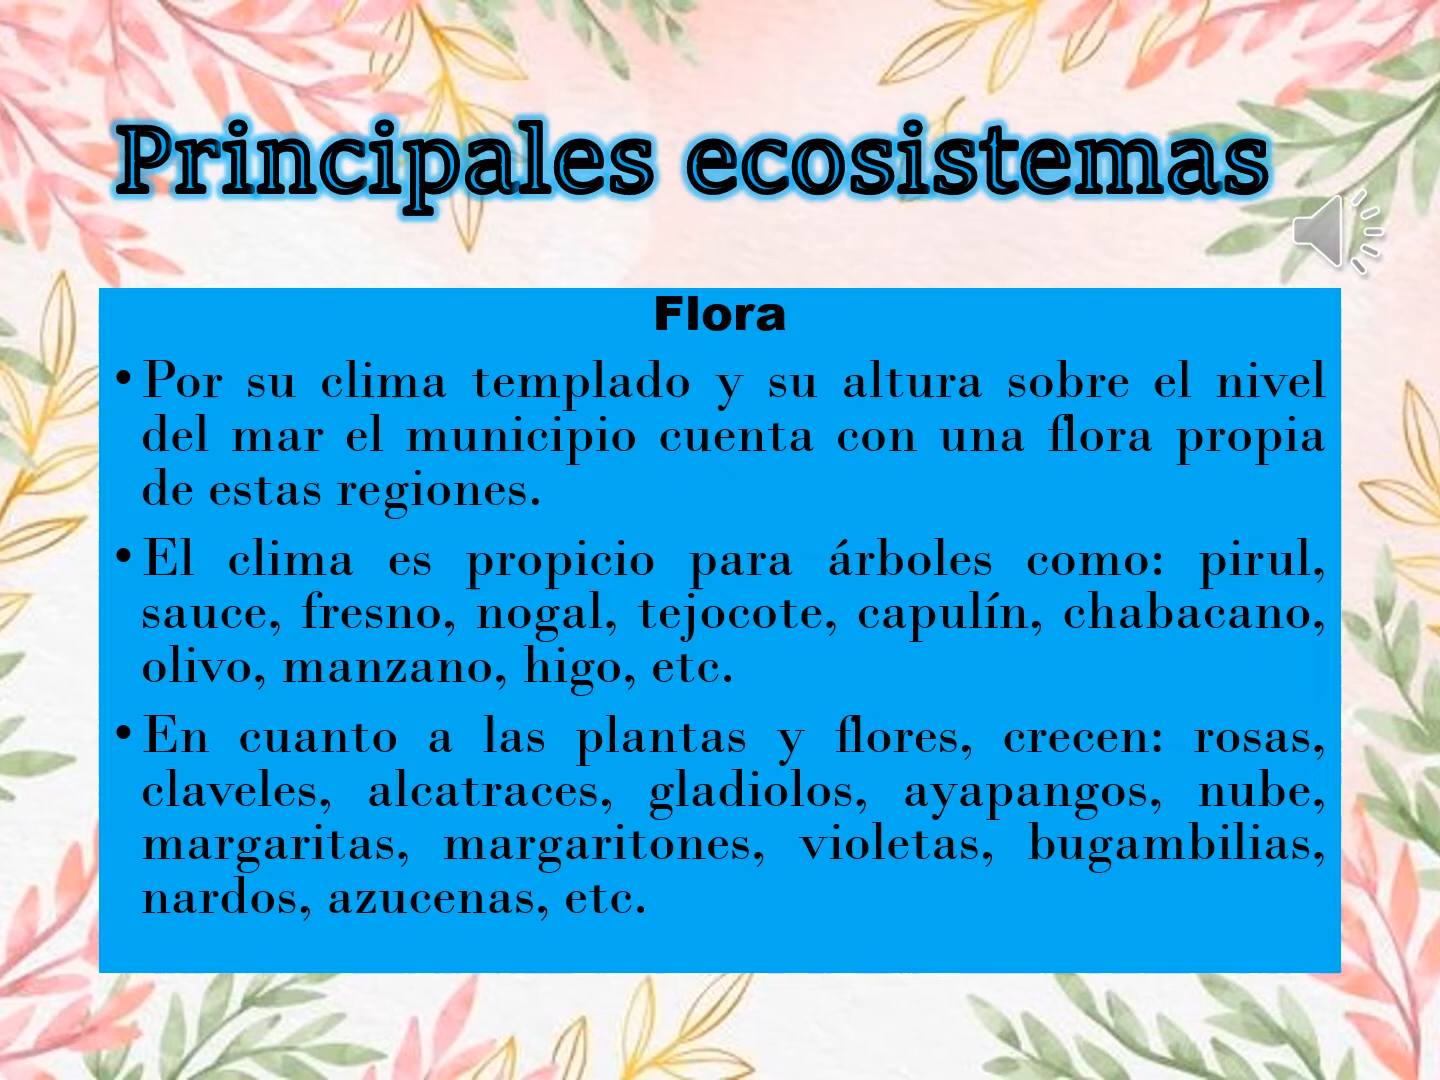 Principales ecosistemas
Flora
• Por su clima templado y su altura sobre el nivel
del mar el municipio cuenta con una flora propia
de estas regiones.
• El clima es propicio para árboles como: pirul,
sauce, fresno, nogal, tejocote, capulín, chabacano,
olivo, manzano, higo, etc.
• En cuanto a las plantas y flores, crecen: rosas,
claveles, alcatraces, gladiolos, ayapangos, nube,
margaritas, margaritones, violetas, bugambilias,
nardos, azucenas, etc.